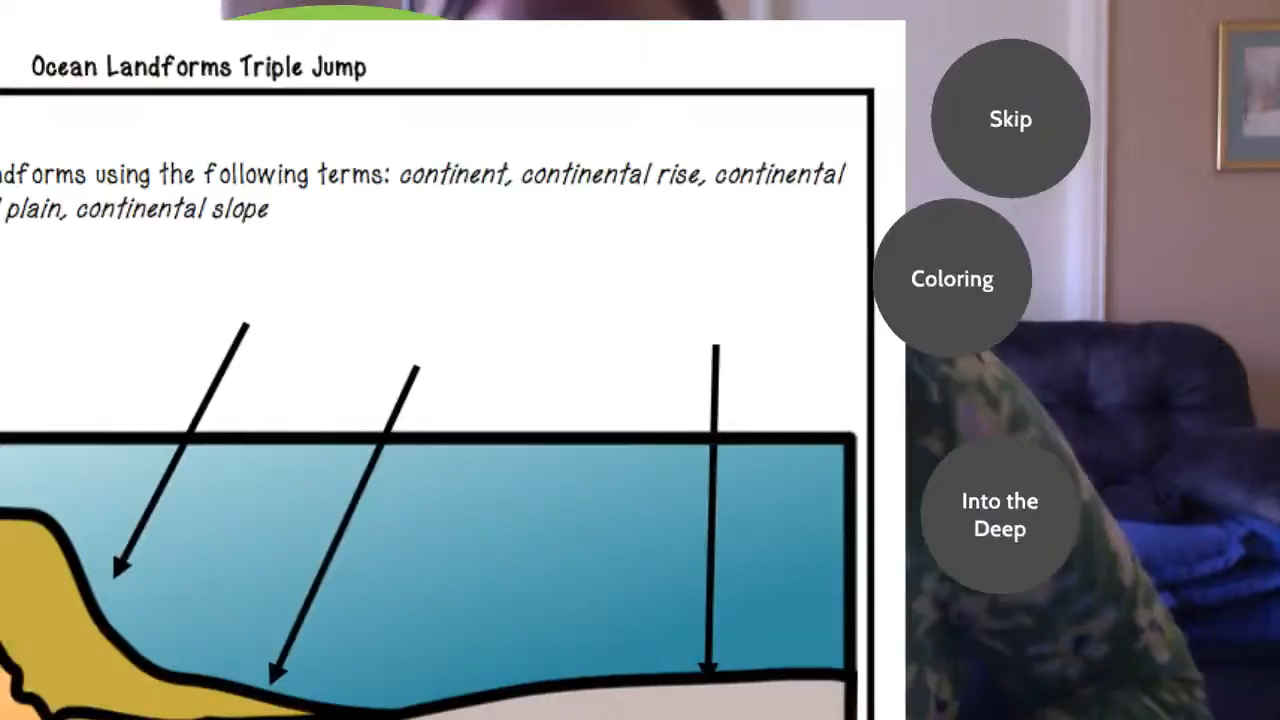 Ocean Landforms Triple Jump
Skip
ndforms using the following terms: continent, continental rise, continental
plain, continental slope
Coloring
Into the
Deep